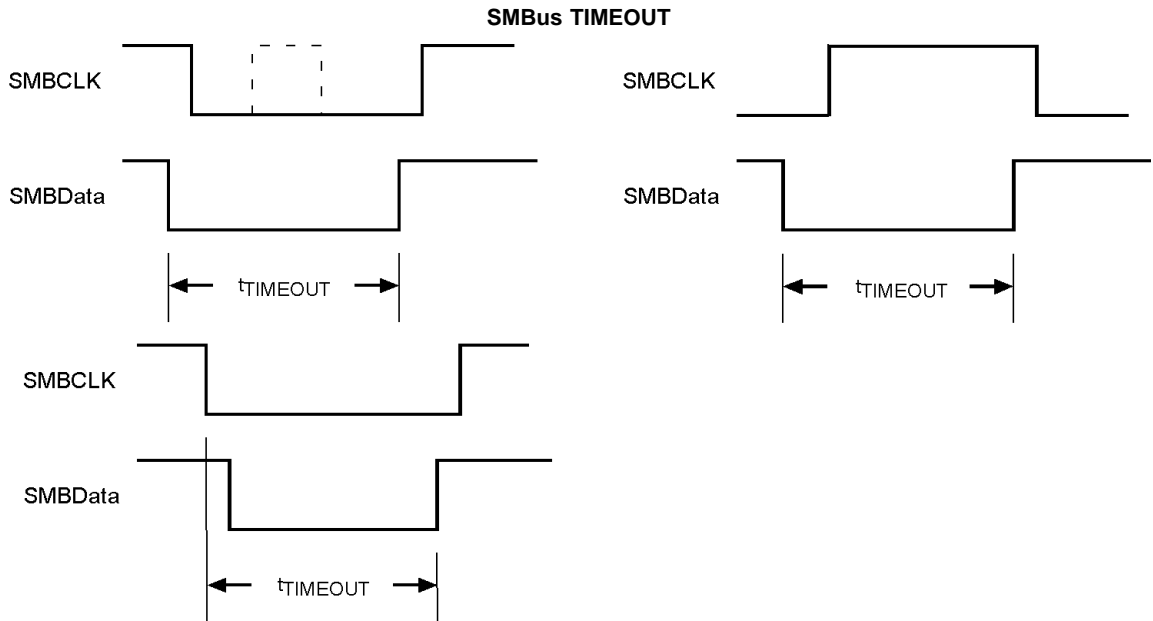 SMBus TIMEOUT
SMBCLK
SMBData
tTIMEOUT
SMBCLK
SMBData
tTIMEOUT
SMBCLK
SMBData
tTIMEOUT